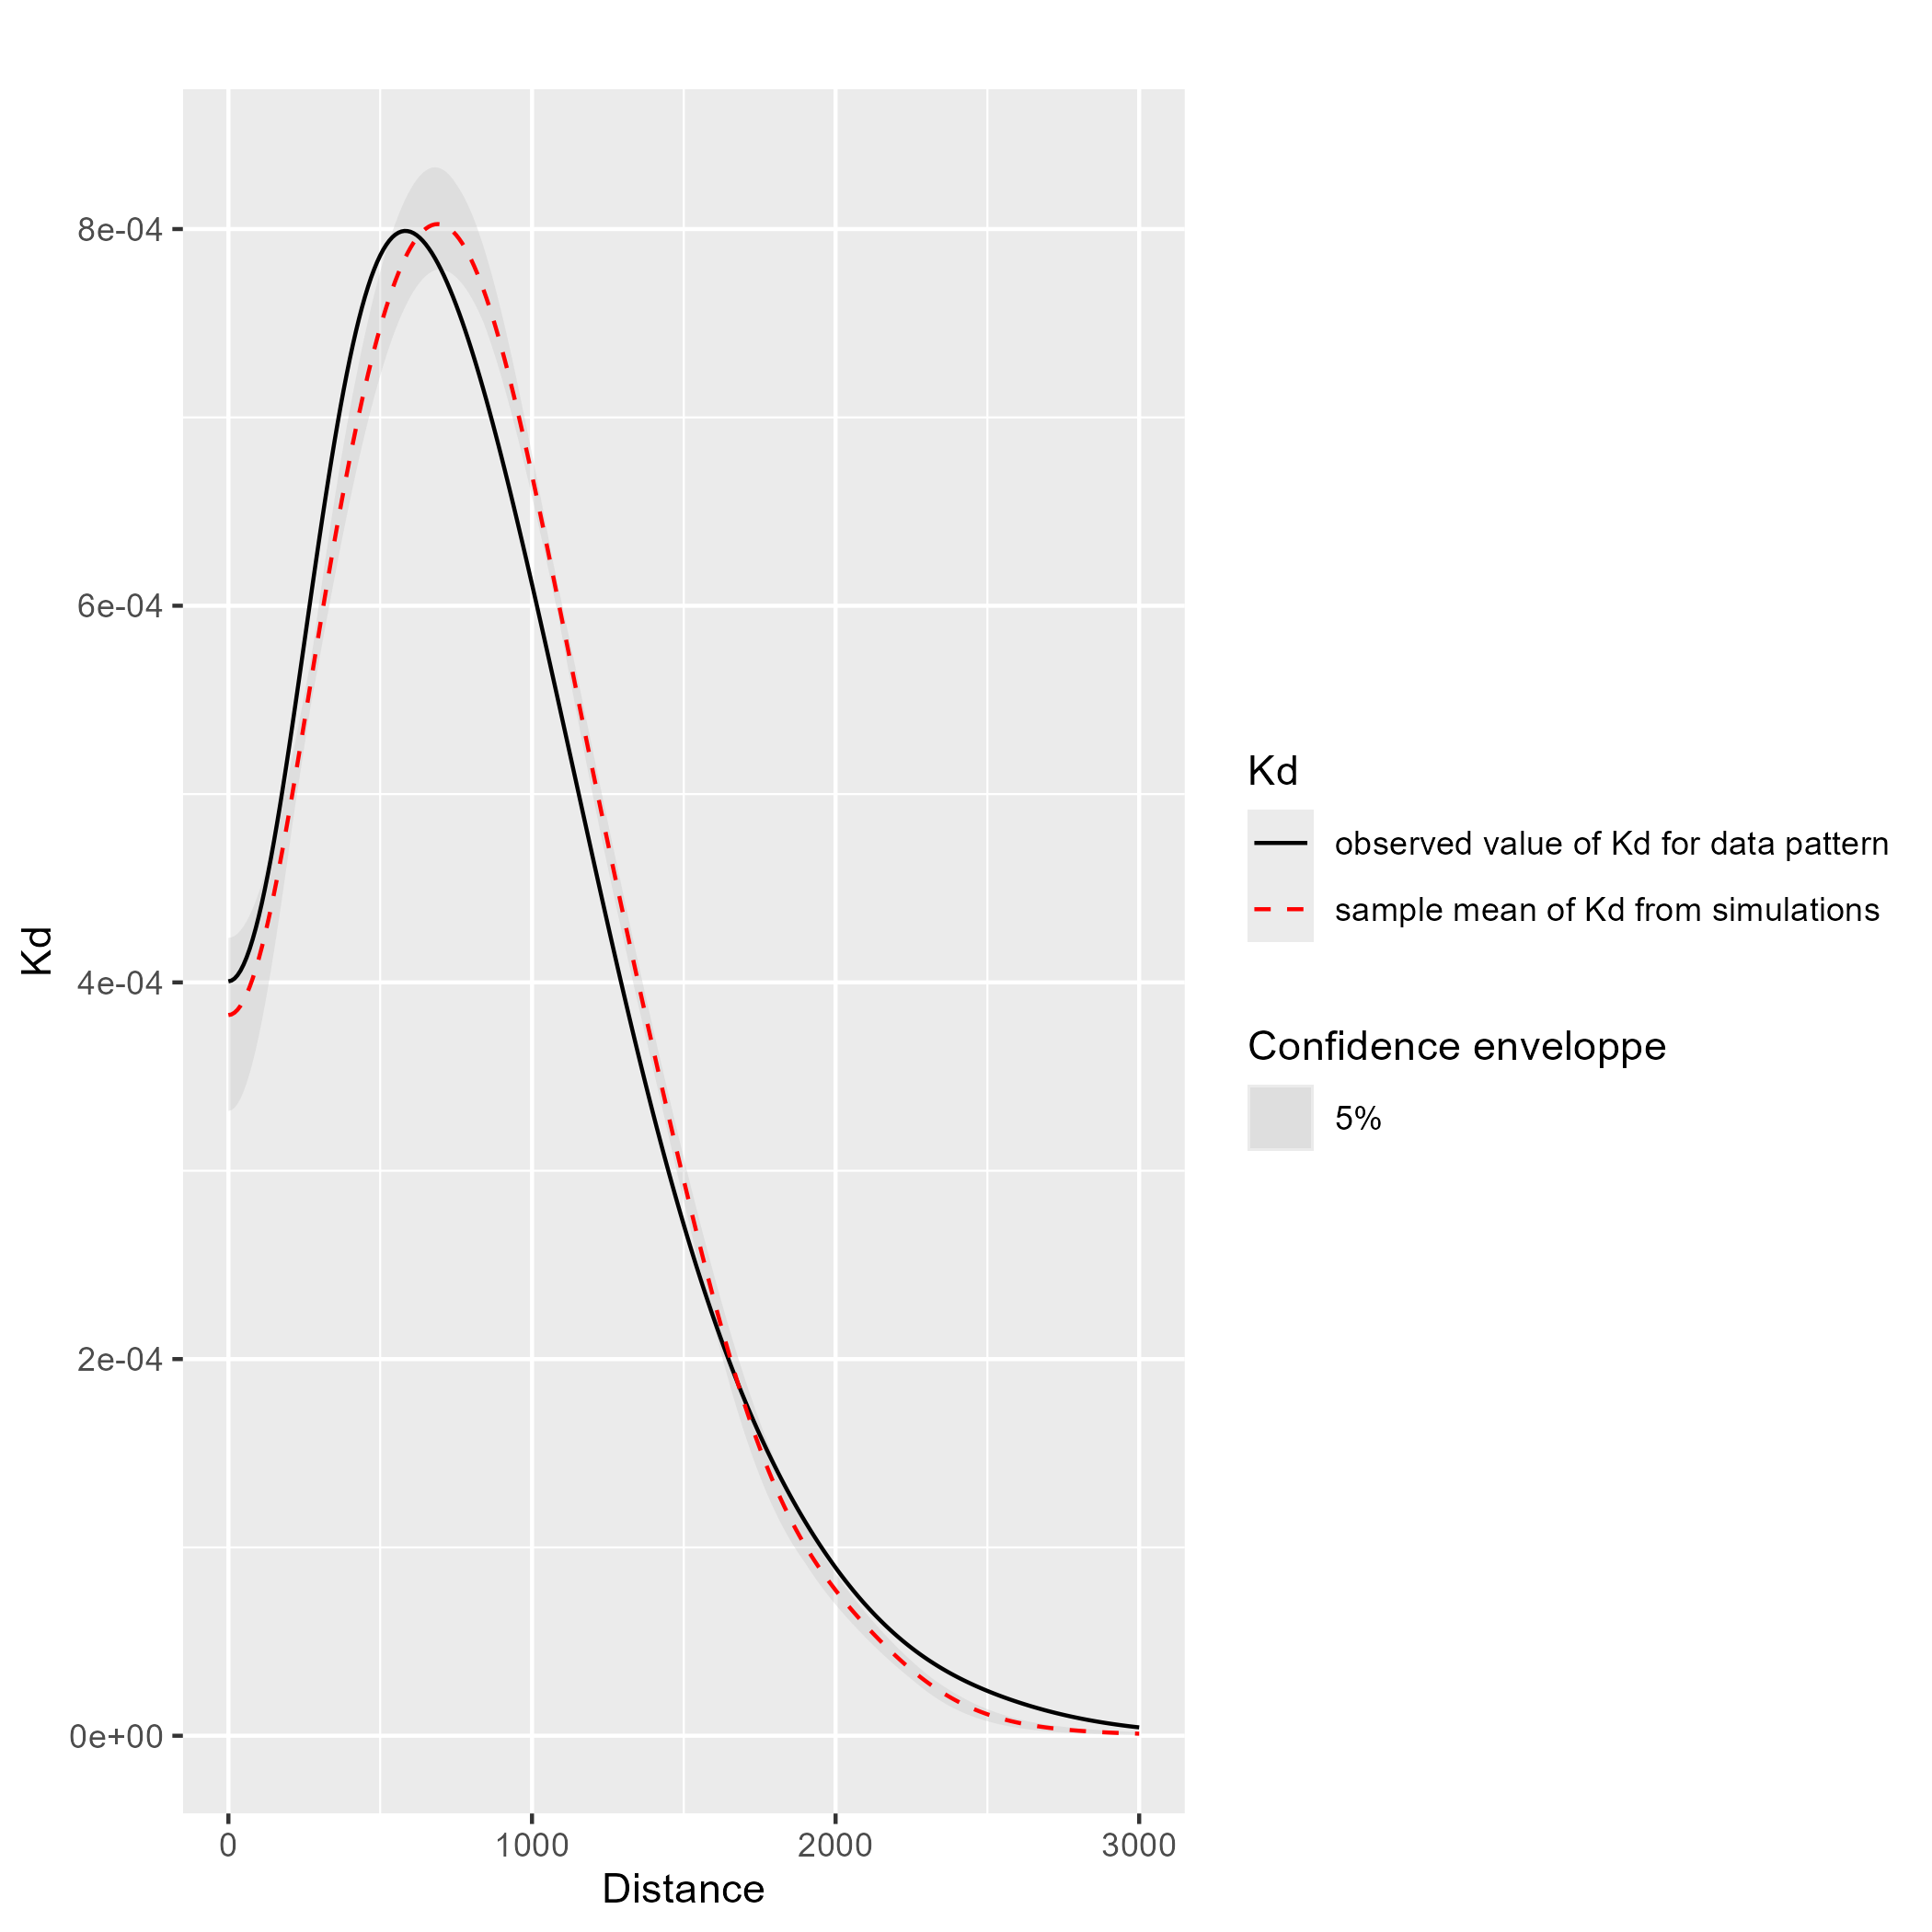 8e-04
6e-04
4e-04
2e-04
0e+00
Kd
0
1000
2000
3000
Distance
Kd
observed value of Kd for data pattern
sample mean of Kd from simulations
Confidence enveloppe
5%